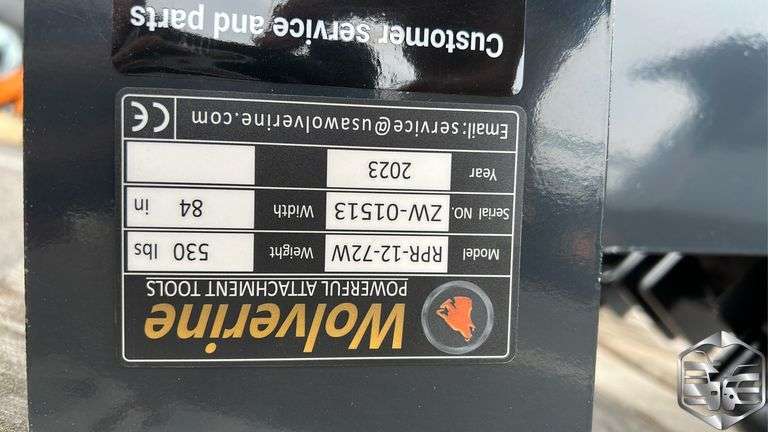 Wolverine
POWERFUL ATTACHMENT TOOLS
Model RPR-12-72W Weight 530 lbs
Serial NO. ZW-01513 Width 84 in
Year 2023
Email:service@usawolverine.com CE
Customer service and parts